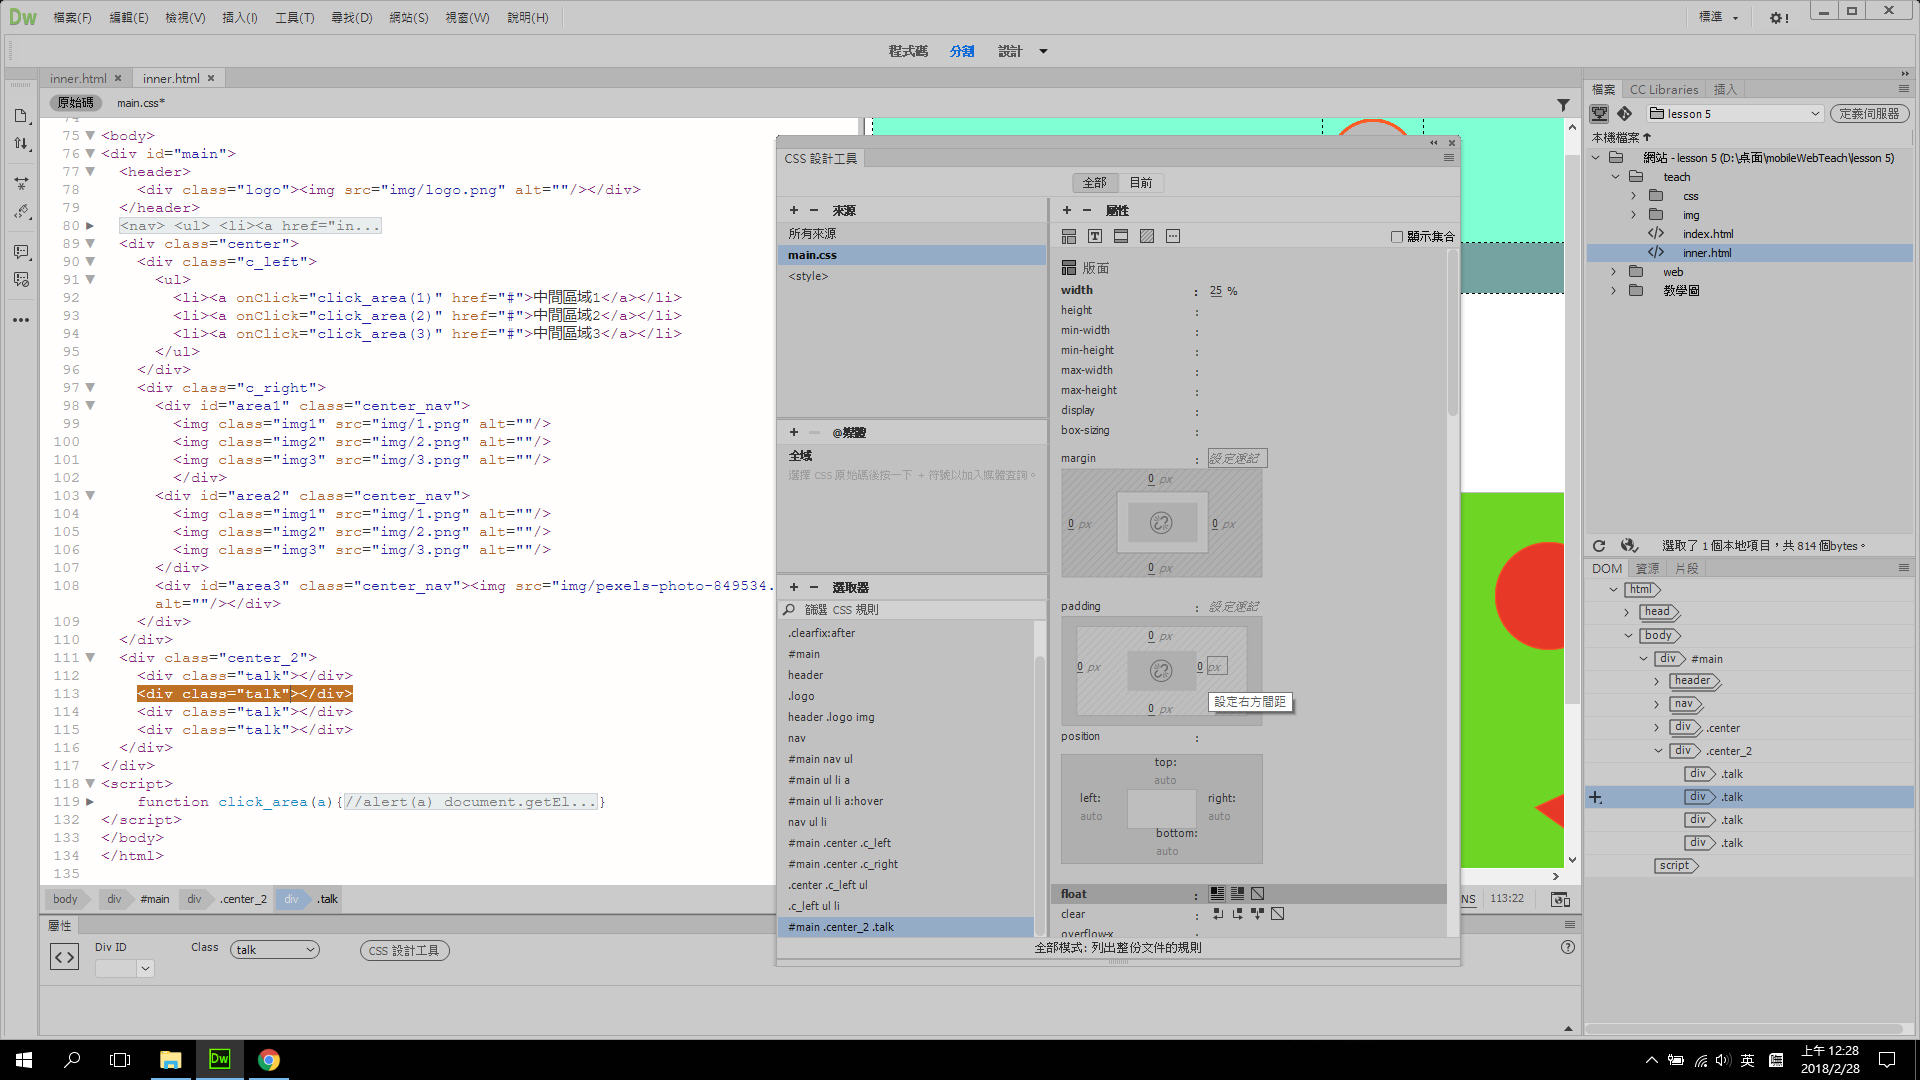 Dw 檔案(F) 編輯(E) 檢視(V) 插入(I) 工具(T) 尋找(D) 網站(S) 視窗(W) 說明(H) 標準
程式碼 分割 設計
inner.html × inner.html ×
原始碼 main.css*
74
75 <body>
76 <div id="main">
77 <header>
78 <div class="logo"><img src="img/logo.png" alt=""/></div>
79 </header>
80 <nav> <ul> <li><a href="in...
89 <div class="center">
90 <div class="c_left">
91 <ul>
92 <li><a onClick="click_area(1)" href="#">中間區域1</a></li>
93 <li><a onClick="click_area(2)" href="#">中間區域2</a></li>
94 <li><a onClick="click_area(3)" href="#">中間區域3</a></li>
95 </ul>
96 </div>
97 <div class="c_right">
98 <div id="area1" class="center_nav">
99 <img class="img1" src="img/1.png" alt=""/>
100 <img class="img2" src="img/2.png" alt=""/>
101 <img class="img3" src="img/3.png" alt=""/>
102 </div>
103 <div id="area2" class="center_nav">
104 <img class="img1" src="img/1.png" alt=""/>
105 <img class="img2" src="img/2.png" alt=""/>
106 <img class="img3" src="img/3.png" alt=""/>
107 </div>
108 <div id="area3" class="center_nav"><img src="img/pexels-photo-849534.
alt=""/></div>
109 </div>
110 </div>
111 <div class="center_2">
112 <div class="talk"></div>
113 <div class="talk"></div>
114 <div class="talk"></div>
115 <div class="talk"></div>
116 </div>
117 </div>
118 <script>
119 function click_area(a){//alert(a) document.getEl...}
132 </script>
133 </body>
134 </html>
135
body div #main div .center_2 div .talk
NS 113:22
屬性
Div ID
Class talk
CSS 設計工具
CSS 設計工具
全部 目前
+ − 來源
所有來源
main.css
<style>
+ @媒體
全域
選擇 CSS 原始碼後按一下 + 符號以加入媒體查詢。
+ − 選取器
篩選 CSS 規則
.clearfix:after
#main
header
.logo
header .logo img
nav
#main nav ul
#main ul li a
#main ul li a:hover
nav ul li
#main .center .c_left
#main .center .c_right
.center .c_left ul
.c_left ul li
#main .center_2 .talk
+ − 屬性
顯示集合
版面
width : 25 %
height :
min-width :
min-height :
max-width :
max-height :
display :
box-sizing :
margin : 設定速記
0 px
0 px 0 px
0 px
padding : 設定速記
0 px
0 px 0 px
0 px
設定右方間距
position :
top:
auto
left: right:
auto auto
bottom:
auto
float :
clear :
overflow-x
全部模式: 列出整份文件的規則
檔案 CC Libraries 插入
lesson 5 定義伺服器
本機檔案
網站 - lesson 5 (D:\桌面\mobileWebTeach\lesson 5)
teach
css
img
index.html
inner.html
web
教學圖
選取了 1 個本地項目，共 814 個bytes。
DOM 資源 片段
html
head
body
div #main
header
nav
div .center
div .center_2
div .talk
div .talk
div .talk
div .talk
script
Dw
英
上午 12:28
2018/2/28